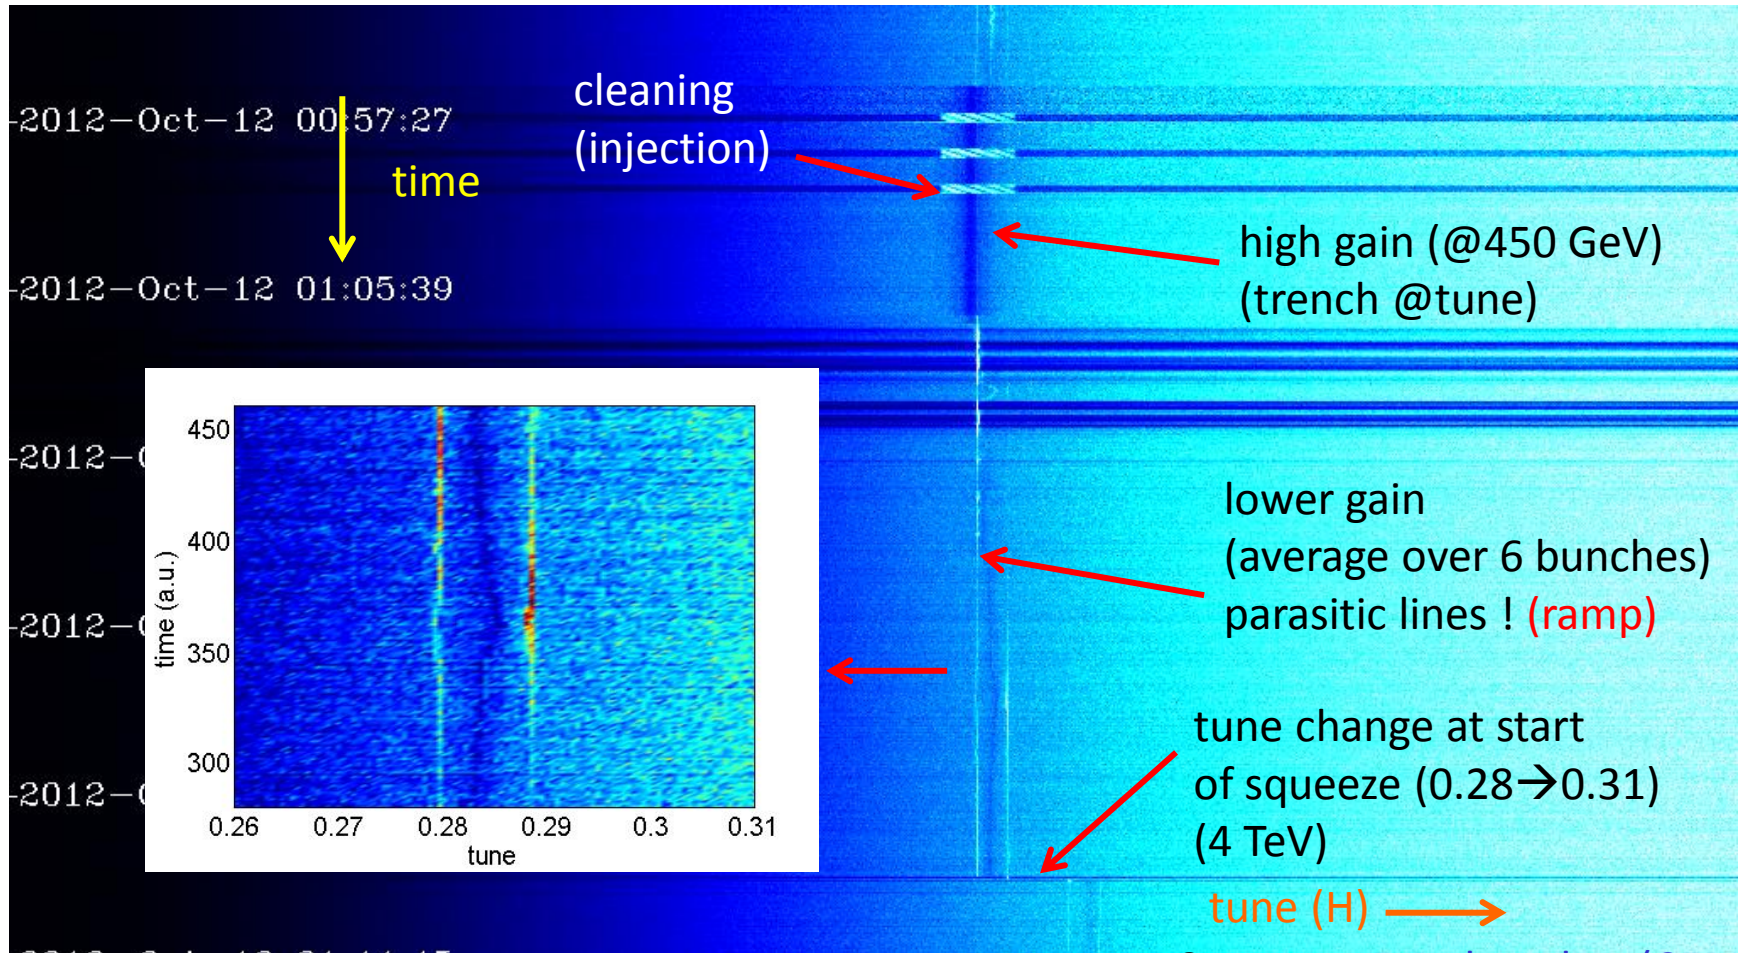 -2012-Oct-12 00:57:27
time
-2012-Oct-12 01:05:39
cleaning
(injection)
high gain (@450 GeV)
(trench @tune)
-2012-
-2012-
-2012-
450
400
350
300
time (a.u.)
0.26 0.27 0.28 0.29 0.3 0.31
tune
lower gain
(average over 6 bunches)
parasitic lines ! (ramp)
tune change at start
of squeeze (0.28→0.31)
(4 TeV)
tune (H)